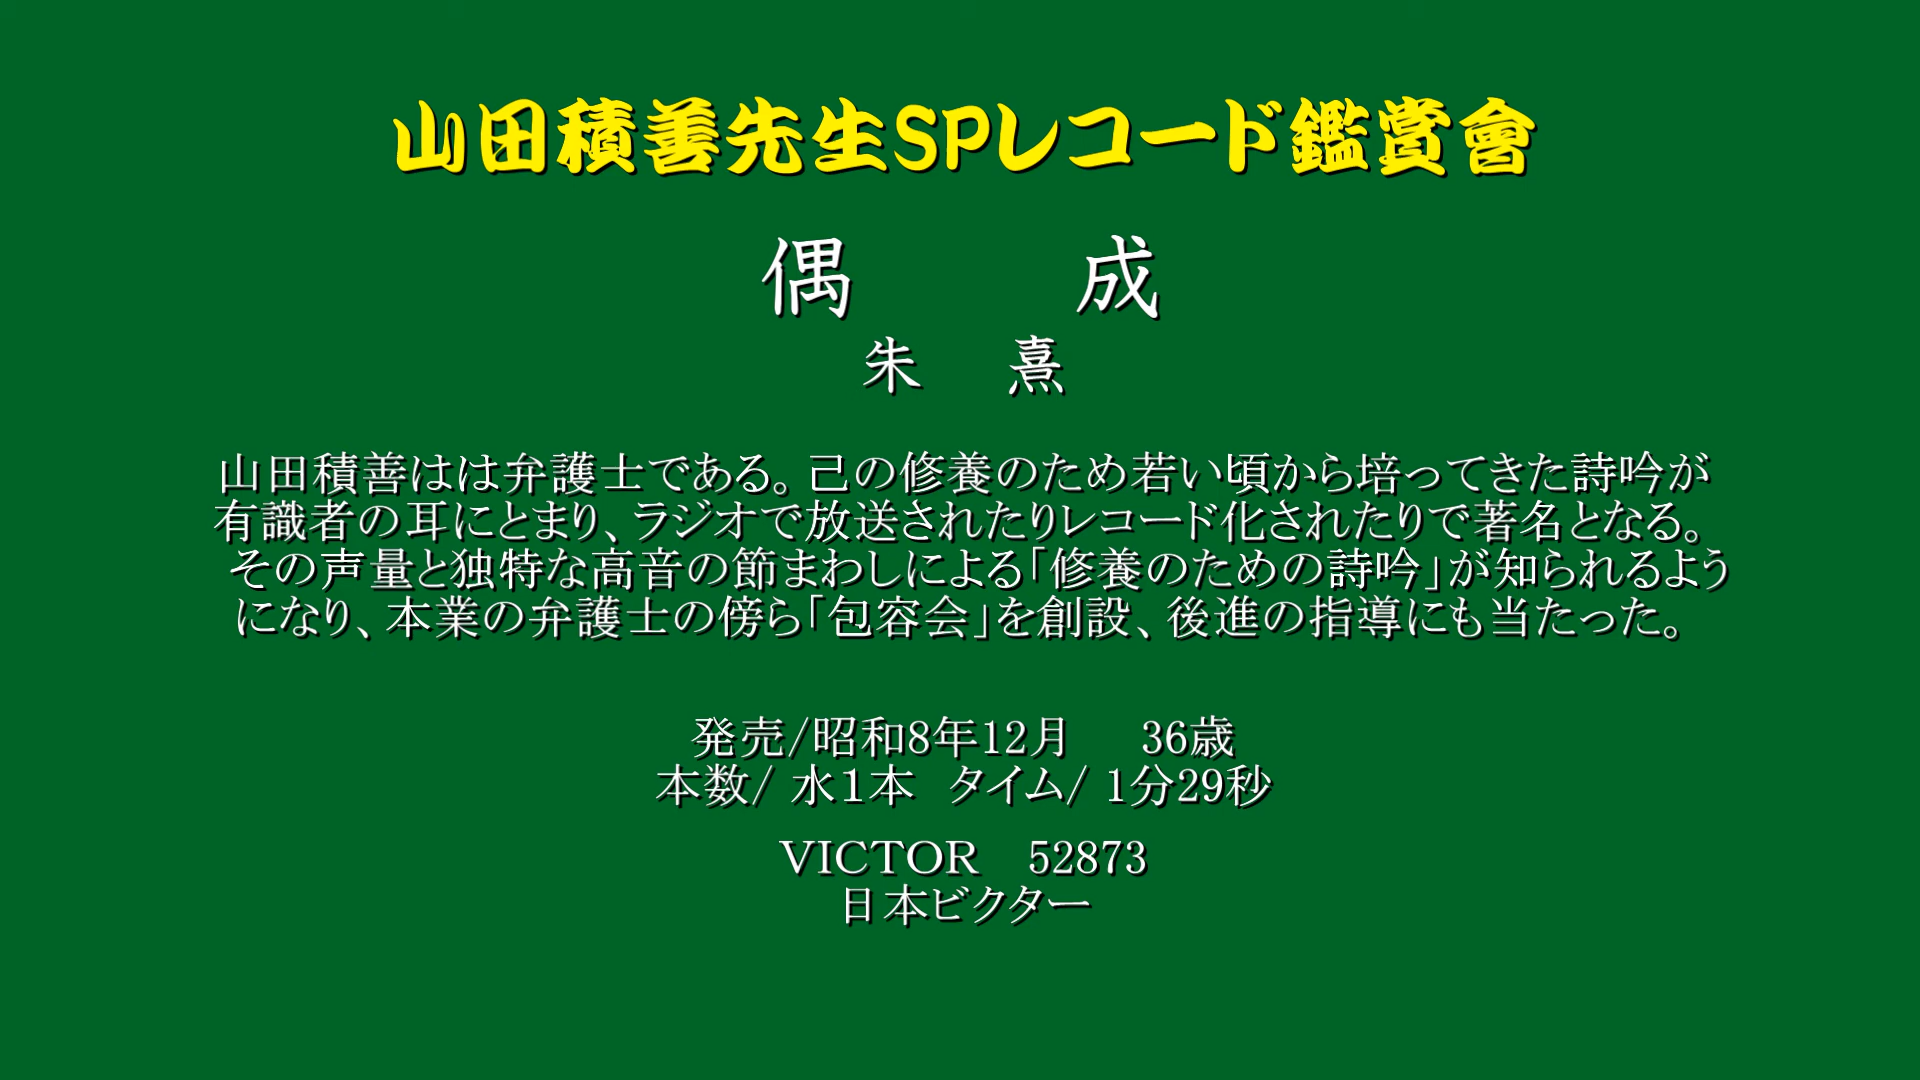 山田積善先生SPレコード鑑賞會
偶　成
朱　熹
山田積善はは弁護士である。己の修養のため若い頃から培ってきた詩吟が
有識者の耳にとまり、ラジオで放送されたりレコード化されたりで著名となる。
その声量と独特な高音の節まわしによる「修養のための詩吟」が知られるよう
になり、本業の弁護士の傍ら「包容会」を創設、後進の指導にも当たった。
発売/昭和8年12月　36歳
本数/ 水１本　タイム/ 1分29秒
VICTOR　52873
日本ビクター